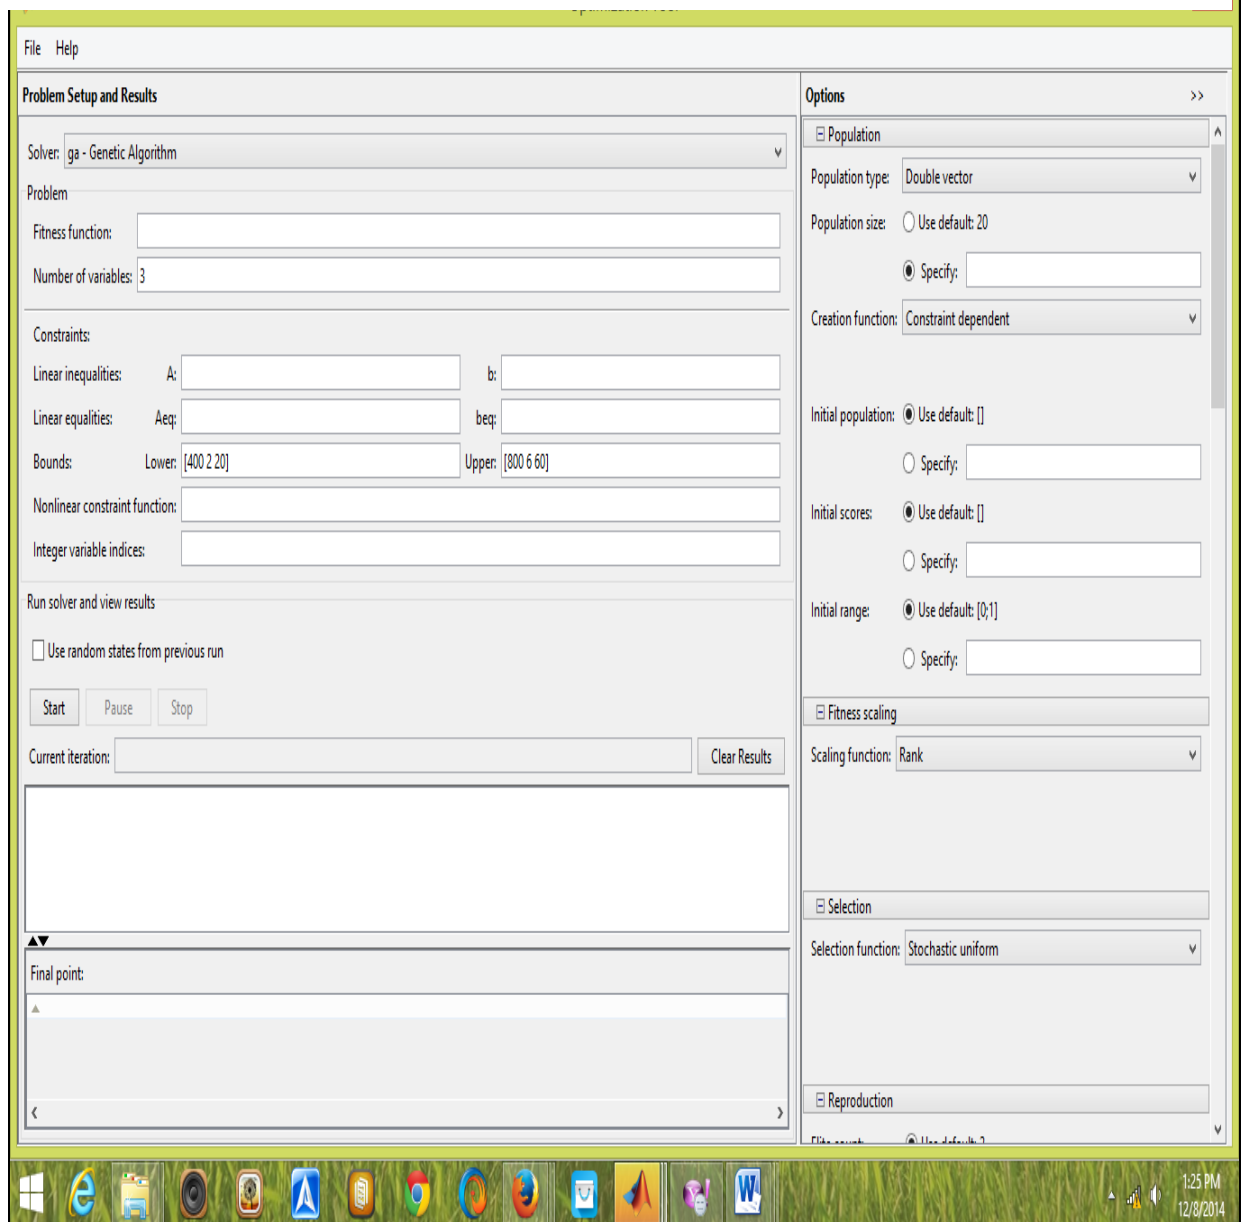 File Help
Problem Setup and Results
Solver: ga - Genetic Algorithm
Problem
Fitness function:
Number of variables: 3
Constraints:
Linear inequalities: A: b:
Linear equalities: Aeq: beq:
Bounds: Lower: [400 2 20] Upper: [800 6 60]
Nonlinear constraint function:
Integer variable indices:
Run solver and view results
Use random states from previous run
Start Pause Stop
Current iteration: Clear Results
Final point:
Options >>
Population
Population type: Double vector
Population size: Use default: 20
Specify:
Creation function: Constraint dependent
Initial population: Use default: []
Specify:
Initial scores: Use default: []
Specify:
Initial range: Use default: [0;1]
Specify:
Fitness scaling
Scaling function: Rank
Selection
Selection function: Stochastic uniform
Reproduction
1:25 PM
12/8/2014